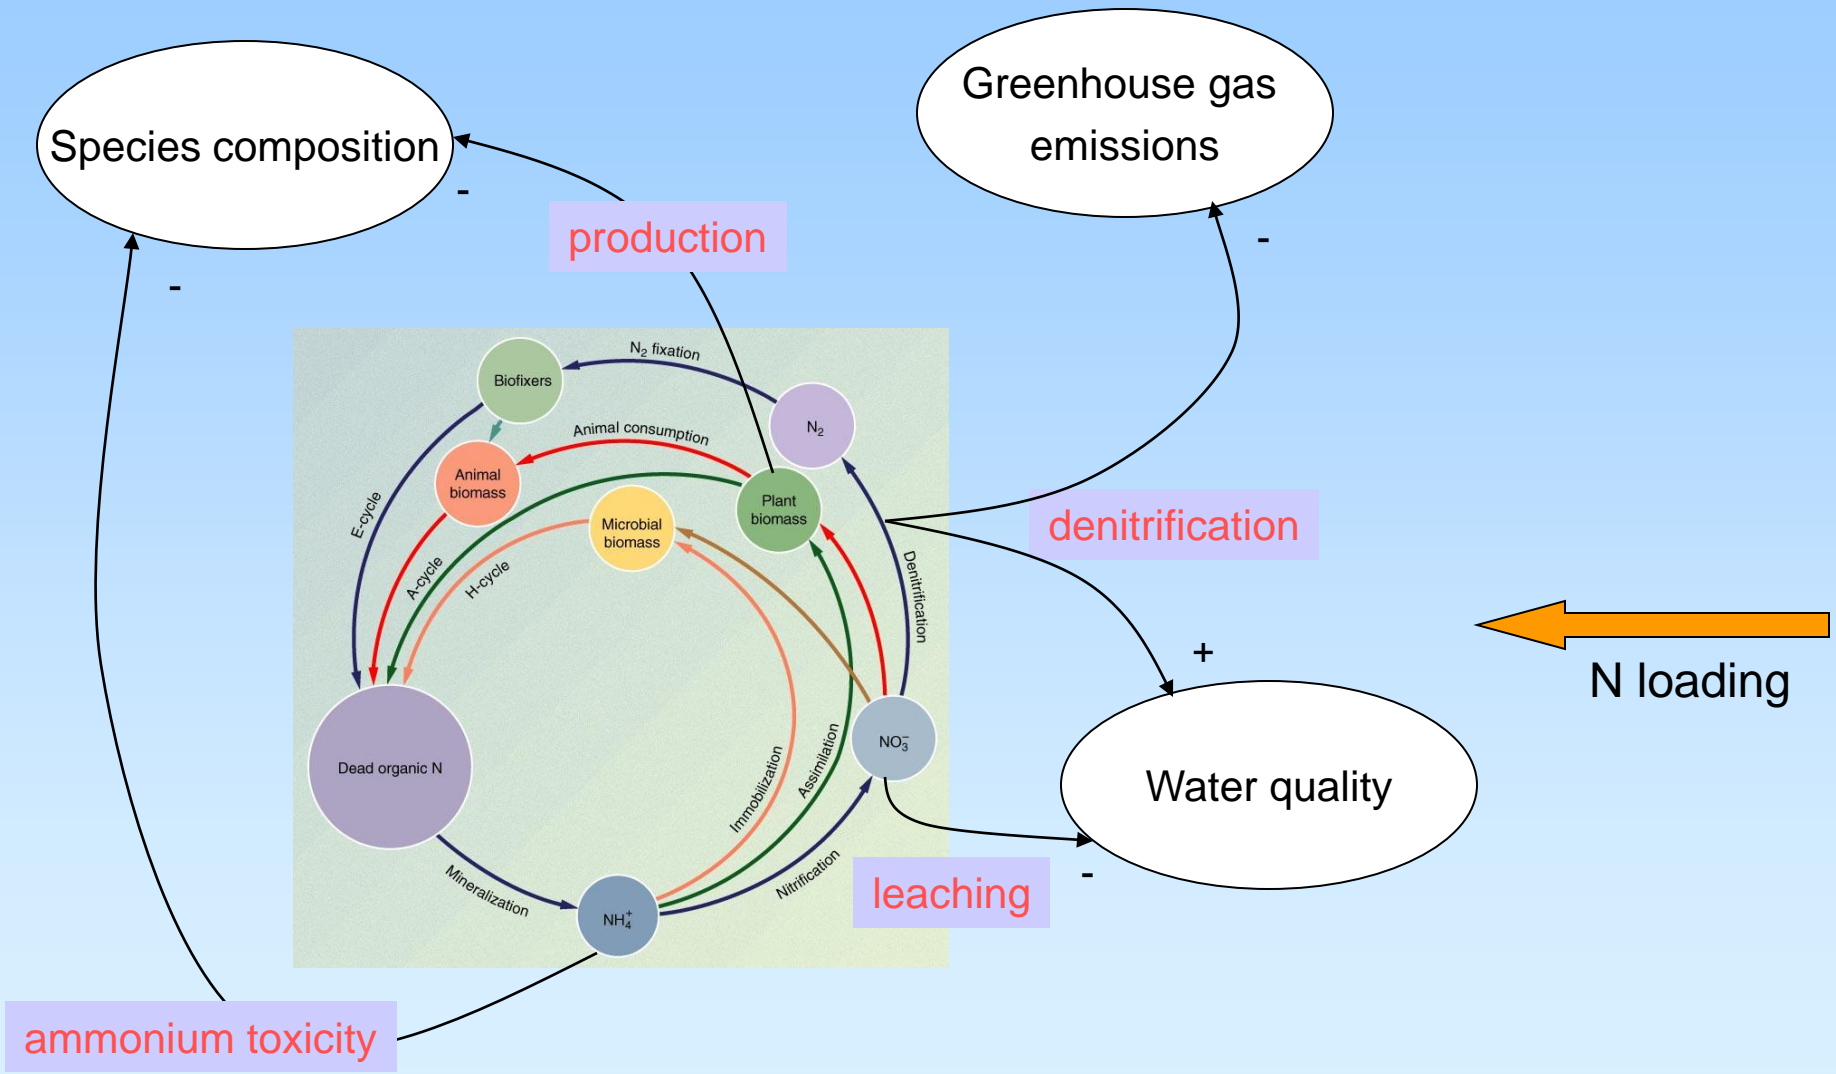 Greenhouse gas
emissions
Species composition
-
-
-
production
N₂ fixation
Biofixers
N₂
Animal consumption
Animal
biomass
Plant
biomass
Microbial
biomass
E-cycle
A-cycle
H-cycle
denitrification
Denitrification
+
N loading
NO₃⁻
Dead organic N
Immobilization
Assimilation
Water quality
Mineralization
Nitrification
-
leaching
NH₄⁺
ammonium toxicity